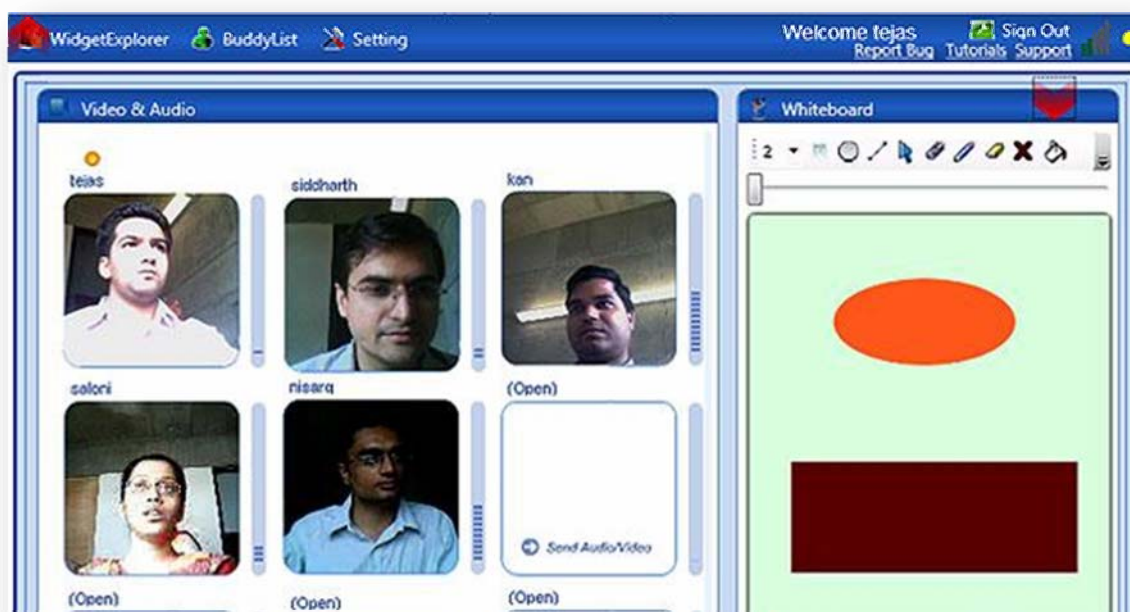 WidgetExplorer BuddyList Setting
Welcome tejas Sign Out
Report Bug Tutorials Support
Video & Audio
Whiteboard
2
tejas siddharth kan
saloni nisarg (Open)
Send Audio/Video
(Open) (Open) (Open)